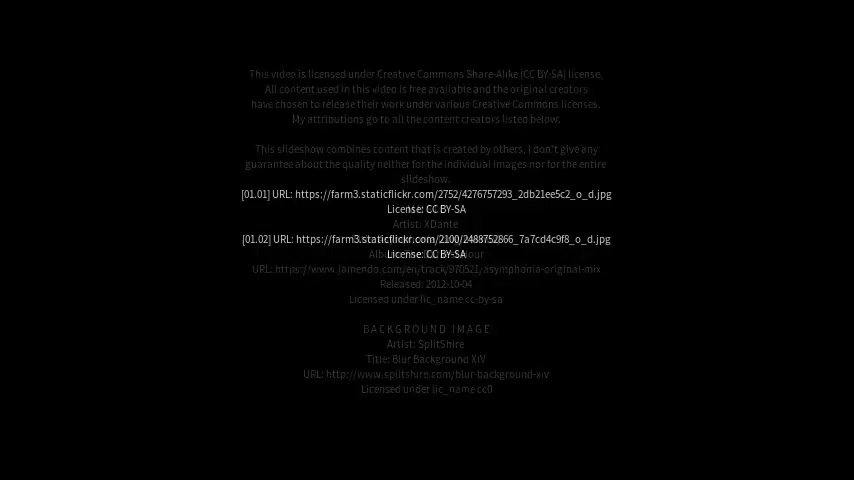 This video is licensed under Creative Commons Share-Alike (CC BY-SA) license.
All content used in this video is free available and the original creators
have chosen to release their work under various Creative Commons licenses.
My attributions go to all the content creators listed below.
This slideshow combines content that is created by others. I don't give any
guarantee about the quality neither for the individual images nor for the entire
slideshow.
[01.01] URL: https://farm3.staticflickr.com/2752/4276757293_2db21ee5c2_o_d.jpg
License: CC BY-SA
Artist: XDante
[01.02] URL: https://farm3.staticflickr.com/2100/2488752866_7a7cd4c9f8_o_d.jpg
License: CC BY-SA
URL: https://www.jamendo.com/en/track/970521/asymphonia-original-mix
Released: 2012-10-04
Licensed under lic_name cc-by-sa
BACKGROUND IMAGE
Artist: SplitShire
Title: Blur Background XIV
URL: http://www.splitshire.com/blur-background-xiv
Licensed under lic_name cc0